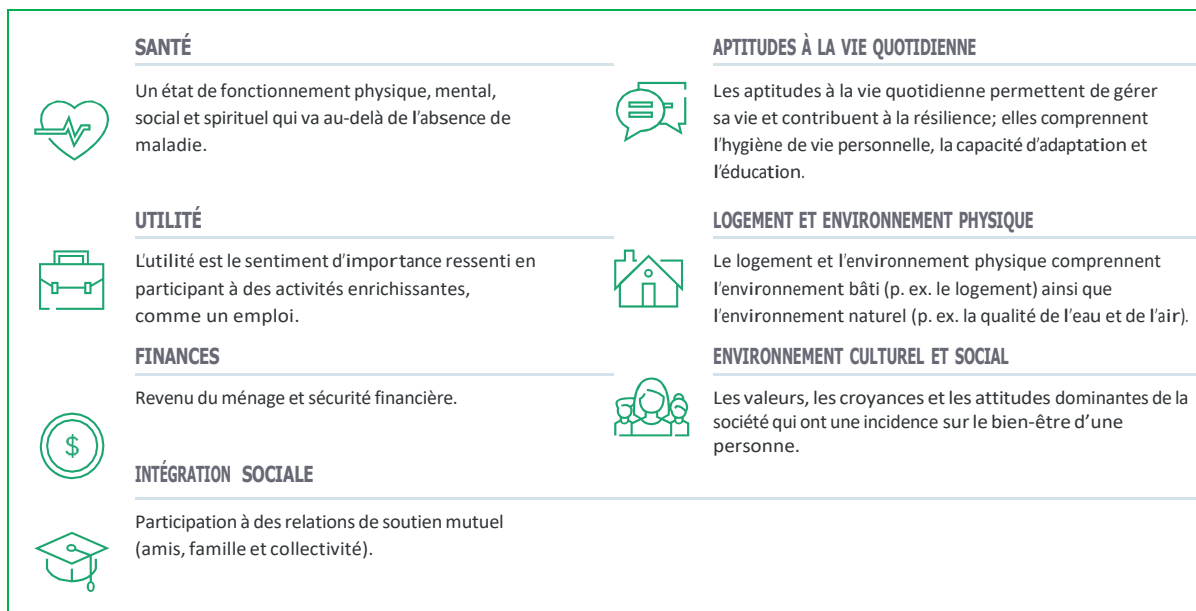 SANTÉ
Un état de fonctionnement physique, mental,
social et spirituel qui va au-delà de l'absence de
maladie.
UTILITÉ
L'utilité est le sentiment d'importance ressenti en
participant à des activités enrichissantes,
comme un emploi.
FINANCES
Revenu du ménage et sécurité financière.
$
INTÉGRATION SOCIALE
Participation à des relations de soutien mutuel
(amis, famille et collectivité).
APTITUDES À LA VIE QUOTIDIENNE
Les aptitudes à la vie quotidienne permettent de gérer
sa vie et contribuent à la résilience; elles comprennent
l'hygiène de vie personnelle, la capacité d'adaptation et
l'éducation.
LOGEMENT ET ENVIRONNEMENT PHYSIQUE
Le logement et l'environnement physique comprennent
l'environnement bâti (p. ex. le logement) ainsi que
l'environnement naturel (p. ex. la qualité de l'eau et de l'air).
ENVIRONNEMENT CULTUREL ET SOCIAL
Les valeurs, les croyances et les attitudes dominantes de la
société qui ont une incidence sur le bien-être d'une
personne.